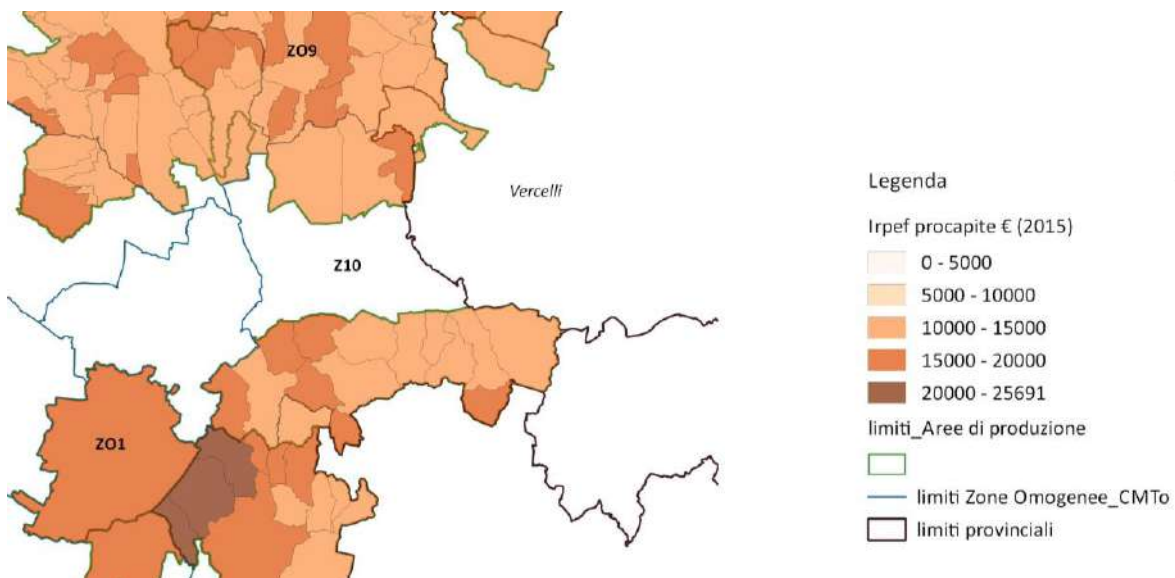 ZO9
Vercelli
Z10
ZO1
Legenda
Irpef procapite € (2015)
0 - 5000
5000 - 10000
10000 - 15000
15000 - 20000
20000 - 25691
limiti_Aree di produzione
limiti Zone Omogenee_CMTo
limiti provinciali